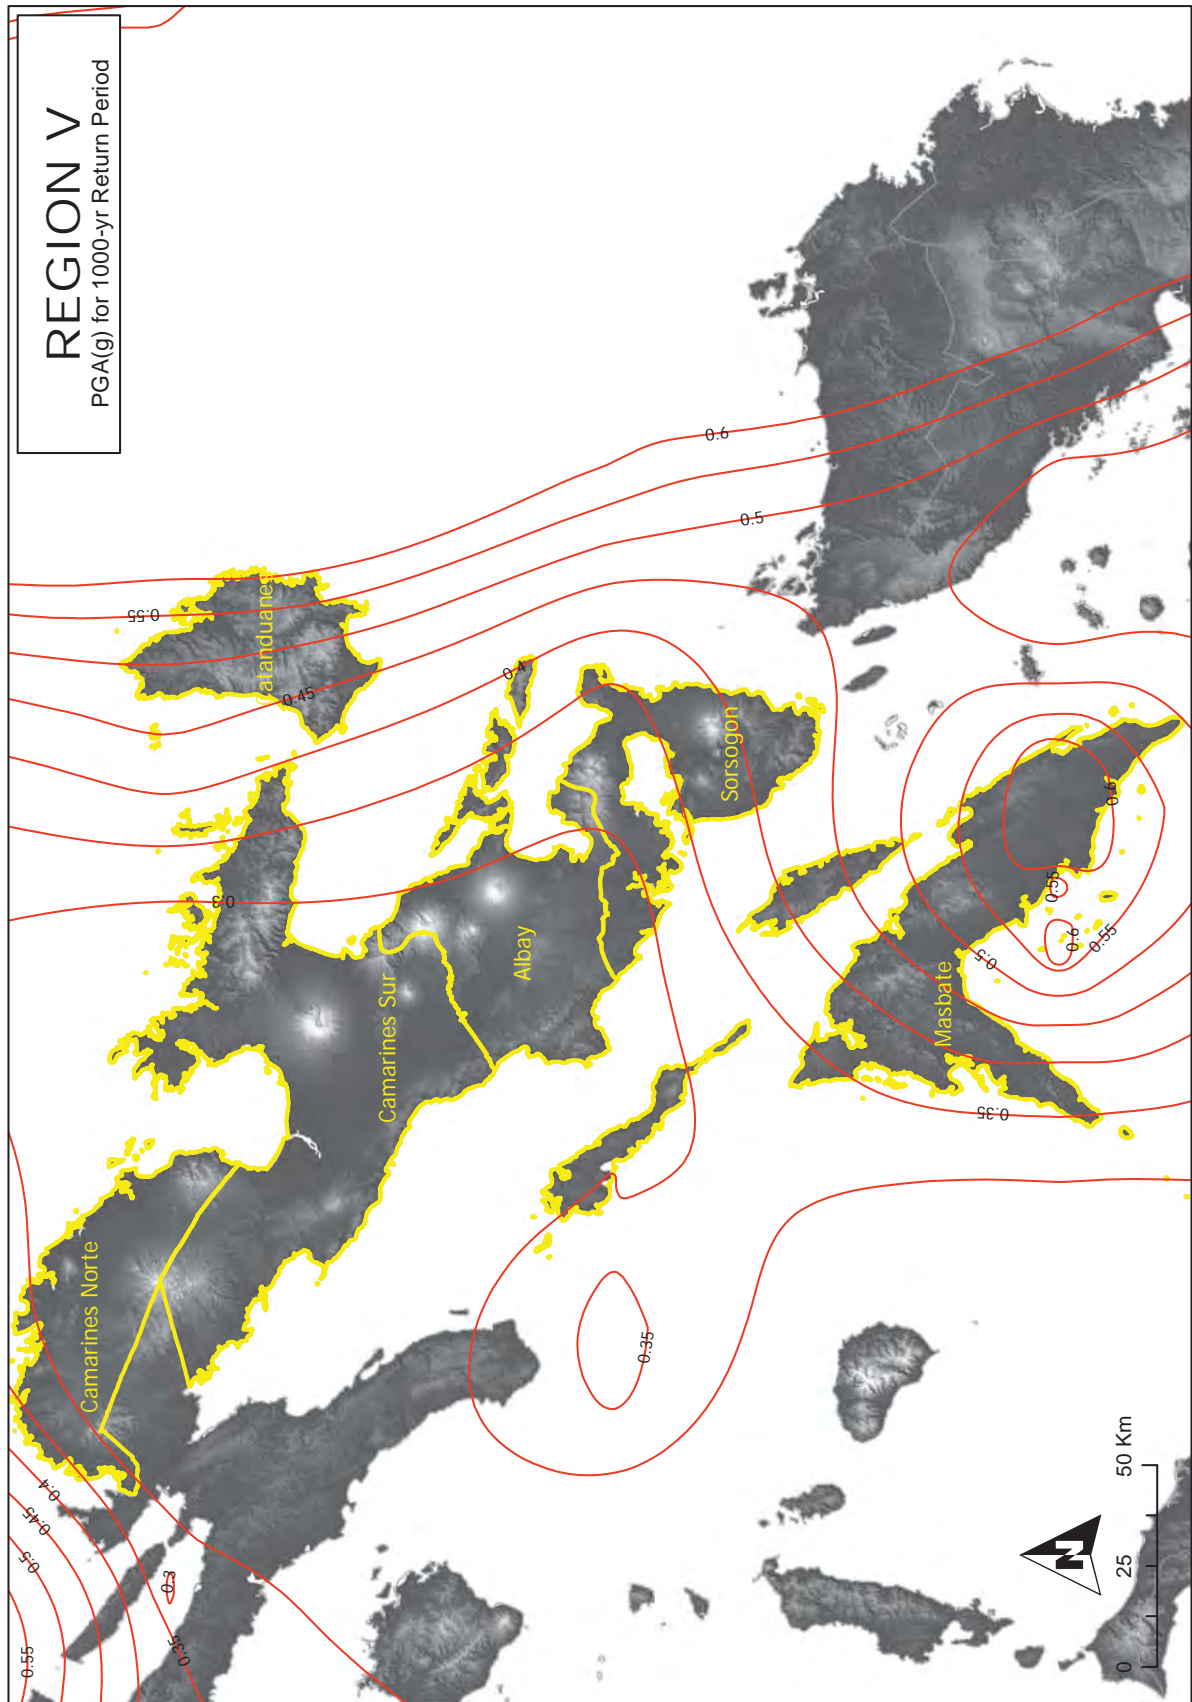 REGION V
PGA(g) for 1000-yr Return Period
0.6
0.5
0.55
Catanduanes
0.45
0.4
Sorsogon
0.3
Albay
Camarines Sur
Camarines Norte
0.6
0.55
0.6
0.55
0.5
Masbate
0.35
0.35
0.4
0.45
0.5
0.55
0.3
0.35
N
0 25 50 Km